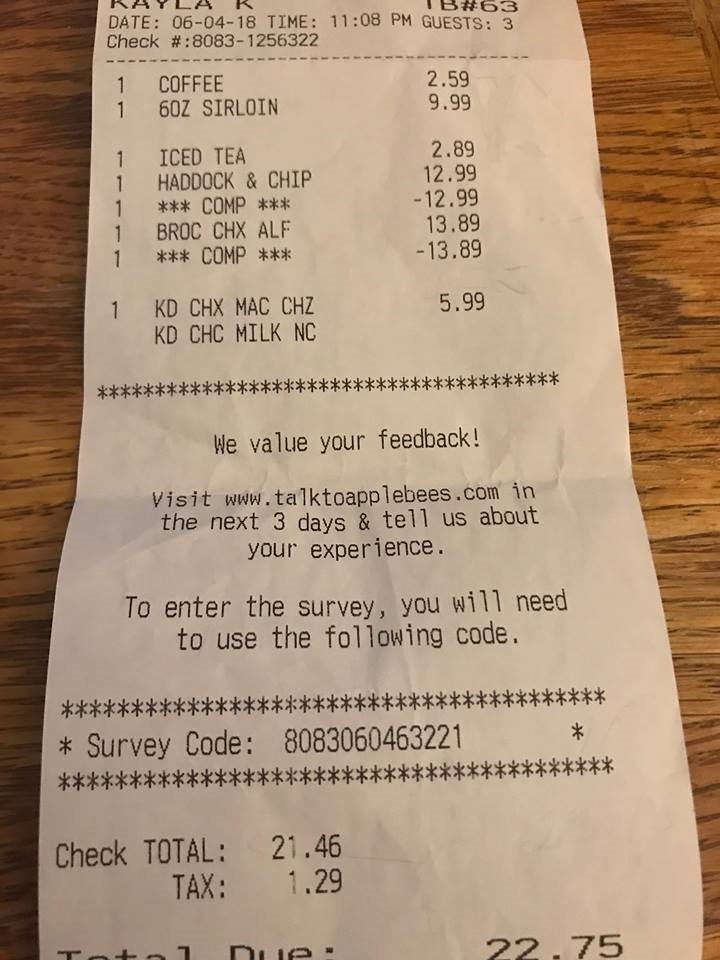 KAYLA K TB#63
DATE: 06-04-18 TIME: 11:08 PM GUESTS: 3
Check #:8083-1256322
----------------------------------------
1 COFFEE 2.59
1 6OZ SIRLOIN 9.99
1 ICED TEA 2.89
1 HADDOCK & CHIP 12.99
1 *** COMP *** -12.99
1 BROC CHX ALF 13.89
1 *** COMP *** -13.89
1 KD CHX MAC CHZ 5.99
KD CHC MILK NC
****************************************
We value your feedback!
Visit www.talktoapplebees.com in
the next 3 days & tell us about
your experience.
To enter the survey, you will need
to use the following code.
****************************************
* Survey Code: 8083060463221 *
****************************************
Check TOTAL: 21.46
TAX: 1.29
Total Due: 22.75